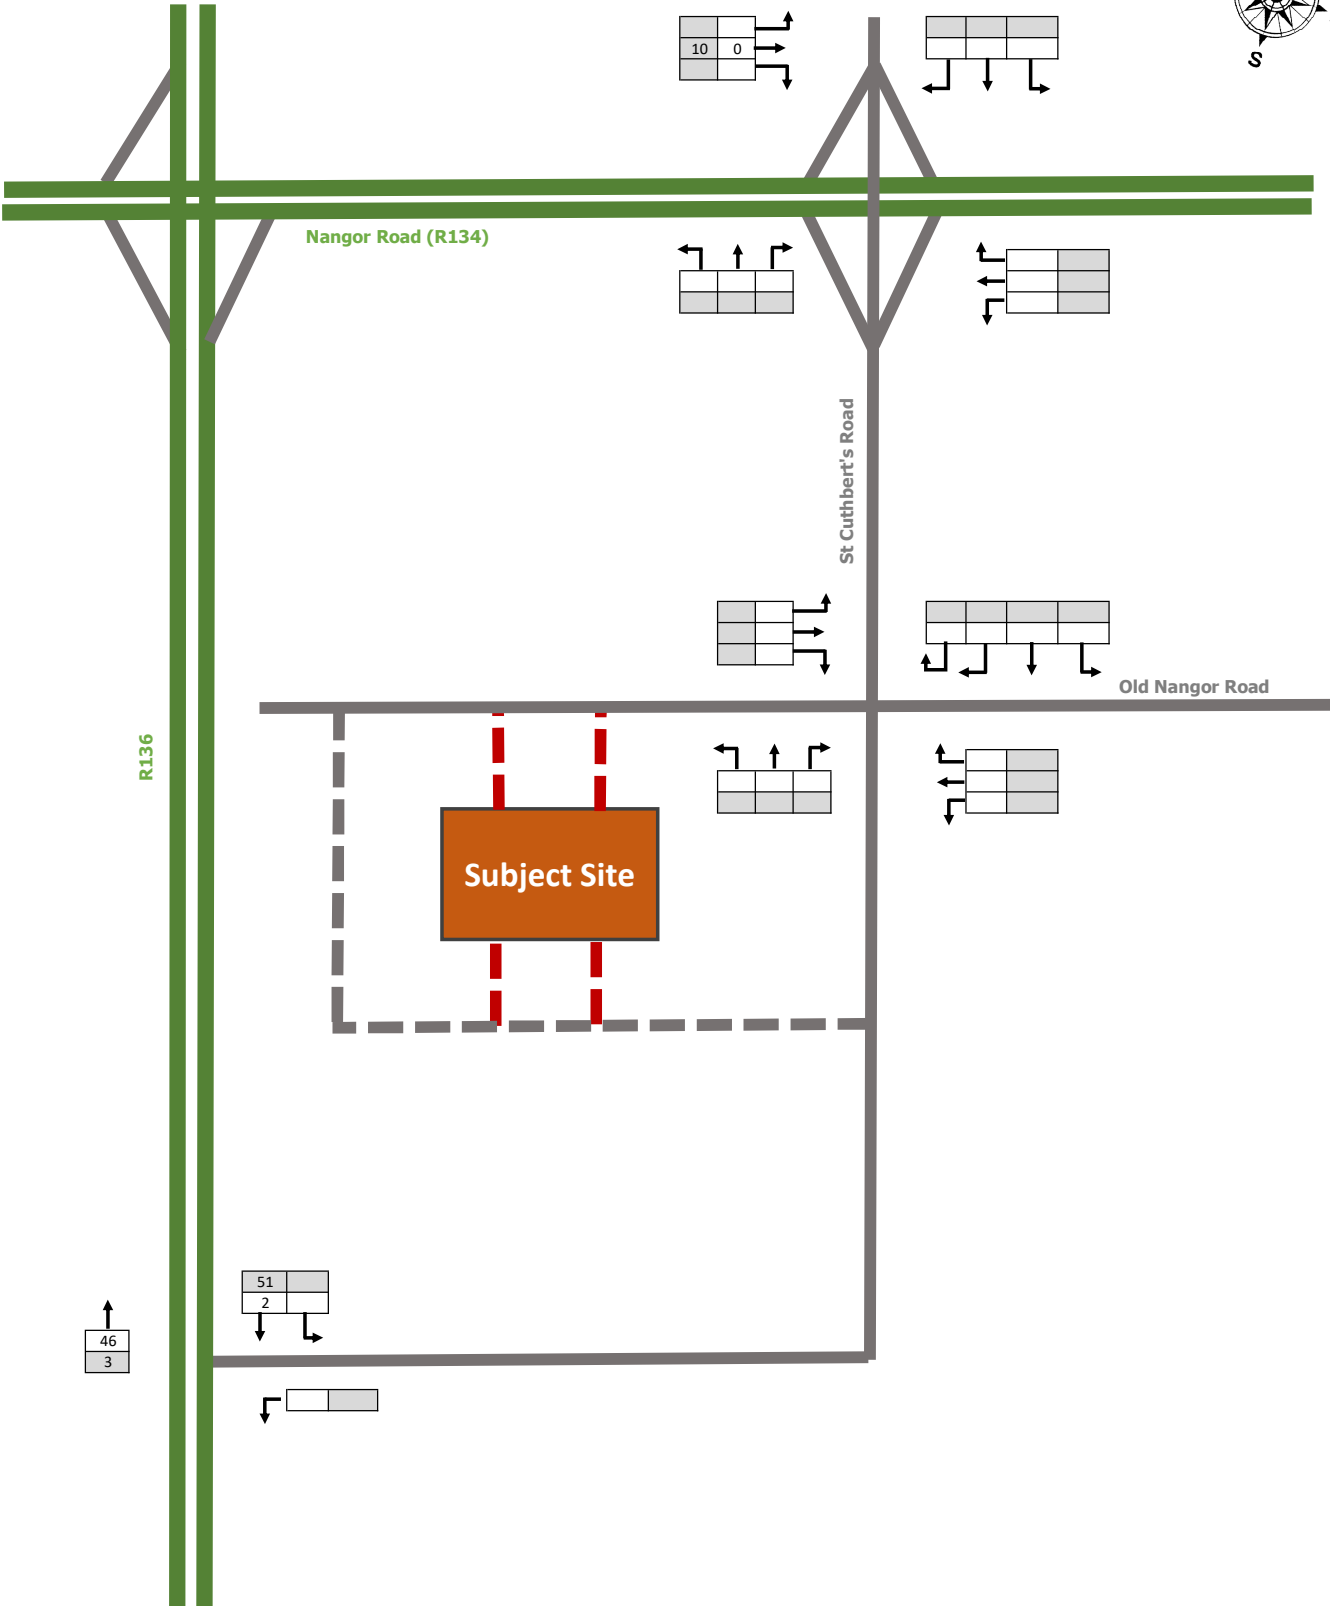 10 0
S
Nangor Road (R134)
St Cuthbert's Road
Old Nangor Road
R136
Subject Site
51
2
46
3